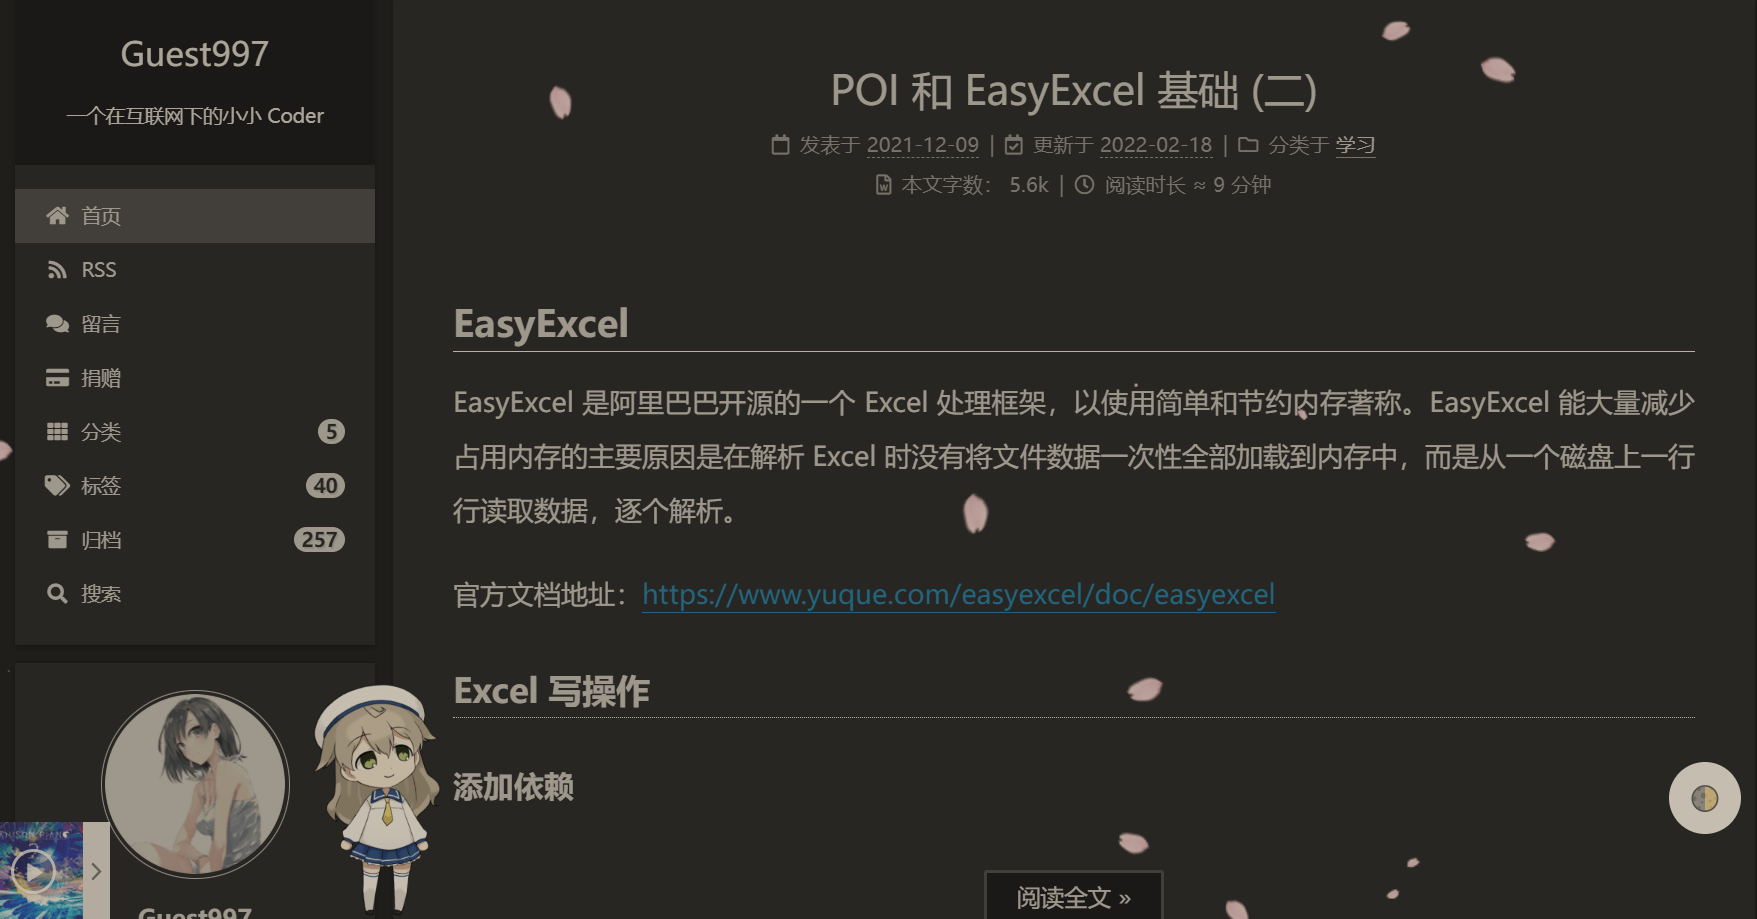 Guest997
一个在互联网下的小小 Coder
首页
RSS
留言
捐赠
分类 5
标签 40
归档 257
搜索
Guest997
POI 和 EasyExcel 基础 (二)
发表于 2021-12-09 | 更新于 2022-02-18 | 分类于 学习
本文字数： 5.6k | 阅读时长 ≈ 9 分钟
EasyExcel
EasyExcel 是阿里巴巴开源的一个 Excel 处理框架，以使用简单和节约内存著称。EasyExcel 能大量减少
占用内存的主要原因是在解析 Excel 时没有将文件数据一次性全部加载到内存中，而是从一个磁盘上一行
行读取数据，逐个解析。
官方文档地址：https://www.yuque.com/easyexcel/doc/easyexcel
Excel 写操作
添加依赖
阅读全文 »